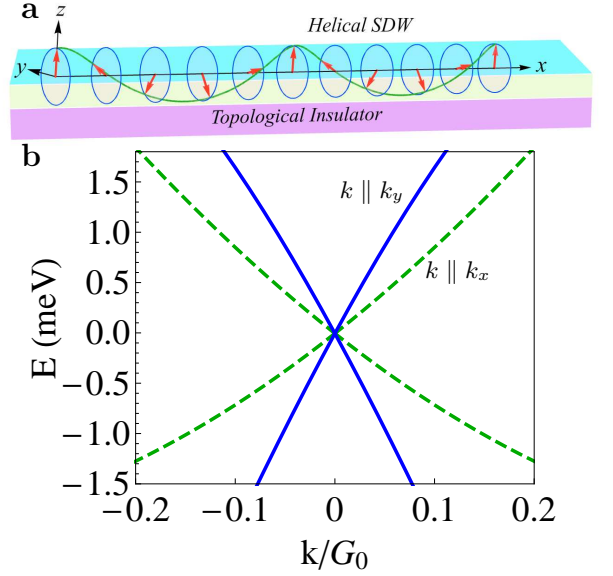 a
z
Helical SDW
y
x
Topological Insulator
b
1.5
k ∥ k_y
1.0
k ∥ k_x
0.5
E (meV)
0.0
−0.5
−1.0
−1.5
−0.2 −0.1 0 0.1 0.2
k/G_0